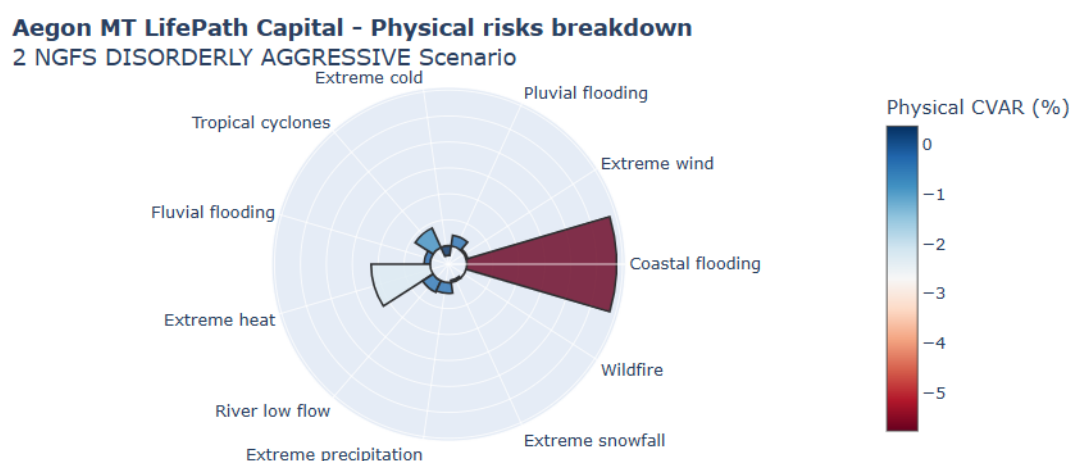 Aegon MT LifePath Capital - Physical risks breakdown
2 NGFS DISORDERLY AGGRESSIVE Scenario
Extreme cold
Pluvial flooding
Physical CVAR (%)
Tropical cyclones
0
Extreme wind
−1
Fluvial flooding
−2
Coastal flooding
−3
Extreme heat
−4
Wildfire
−5
River low flow
Extreme snowfall
Extreme precipitation